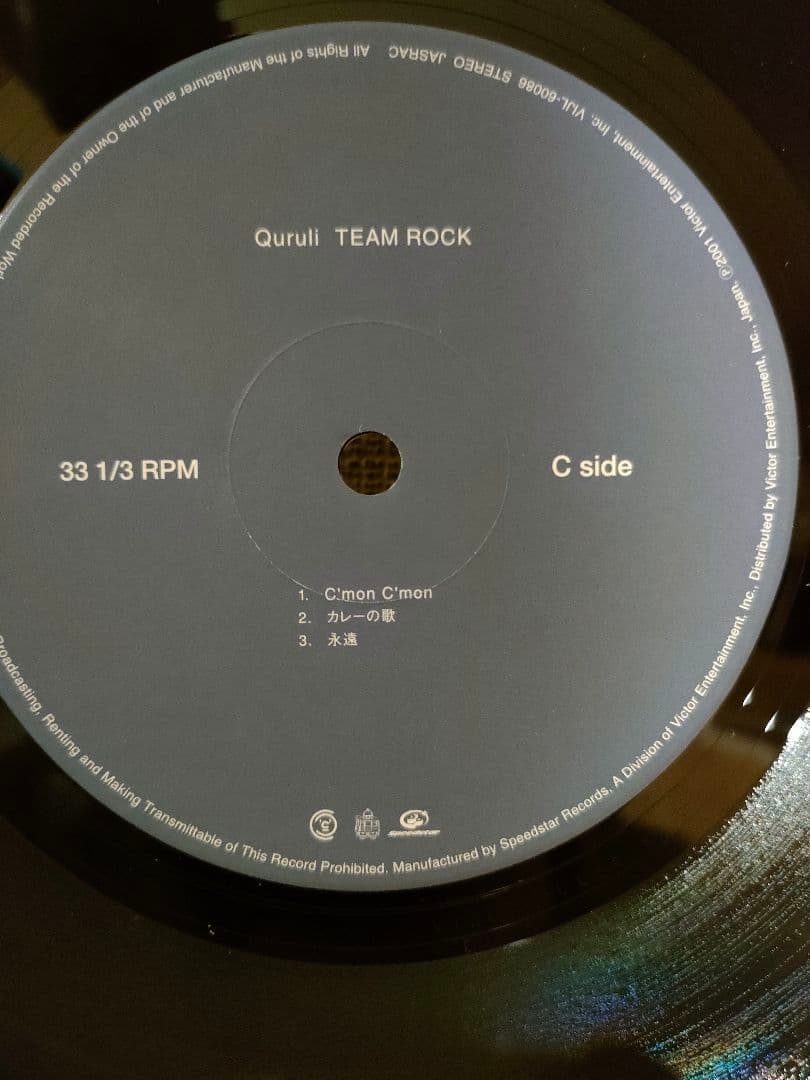 Quruli TEAM ROCK
33 1/3 RPM
C side
1. C'mon C'mon
2. カレーの歌
3. 永遠
All Rights of the Manufacturer and of the Owner of the Recorded
Broadcasting, Renting and Making Transmittable of This Record Prohibited. Manufactured by Speedstar Records, A Division of Victor Entertainment, Inc., Distributed by Victor Entertainment, Inc., Japan. ℗2001 Victor Entertainment, Inc. VIJL-60086 STEREO JASRAC